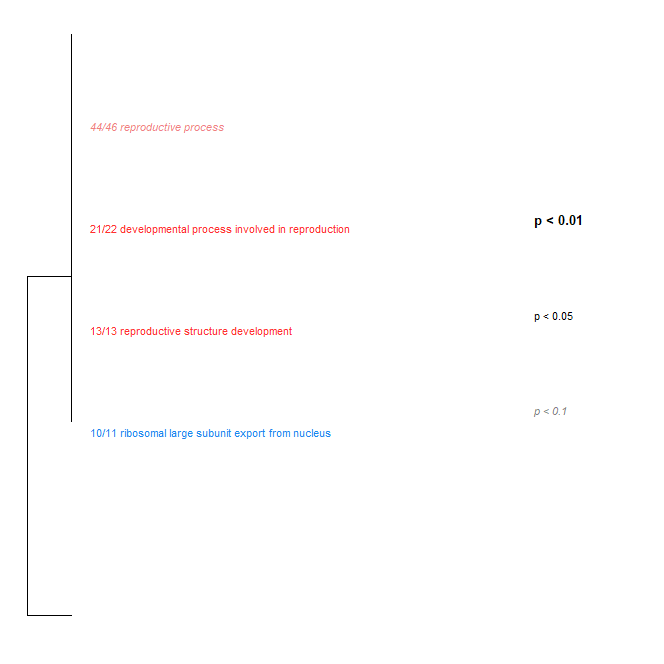 44/46 reproductive process
21/22 developmental process involved in reproduction
p < 0.01
13/13 reproductive structure development
p < 0.05
10/11 ribosomal large subunit export from nucleus
p < 0.1